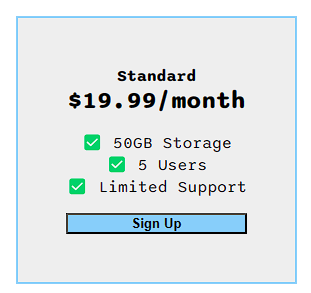 Standard
$19.99/month
✅ 50GB Storage
✅ 5 Users
✅ Limited Support
Sign Up